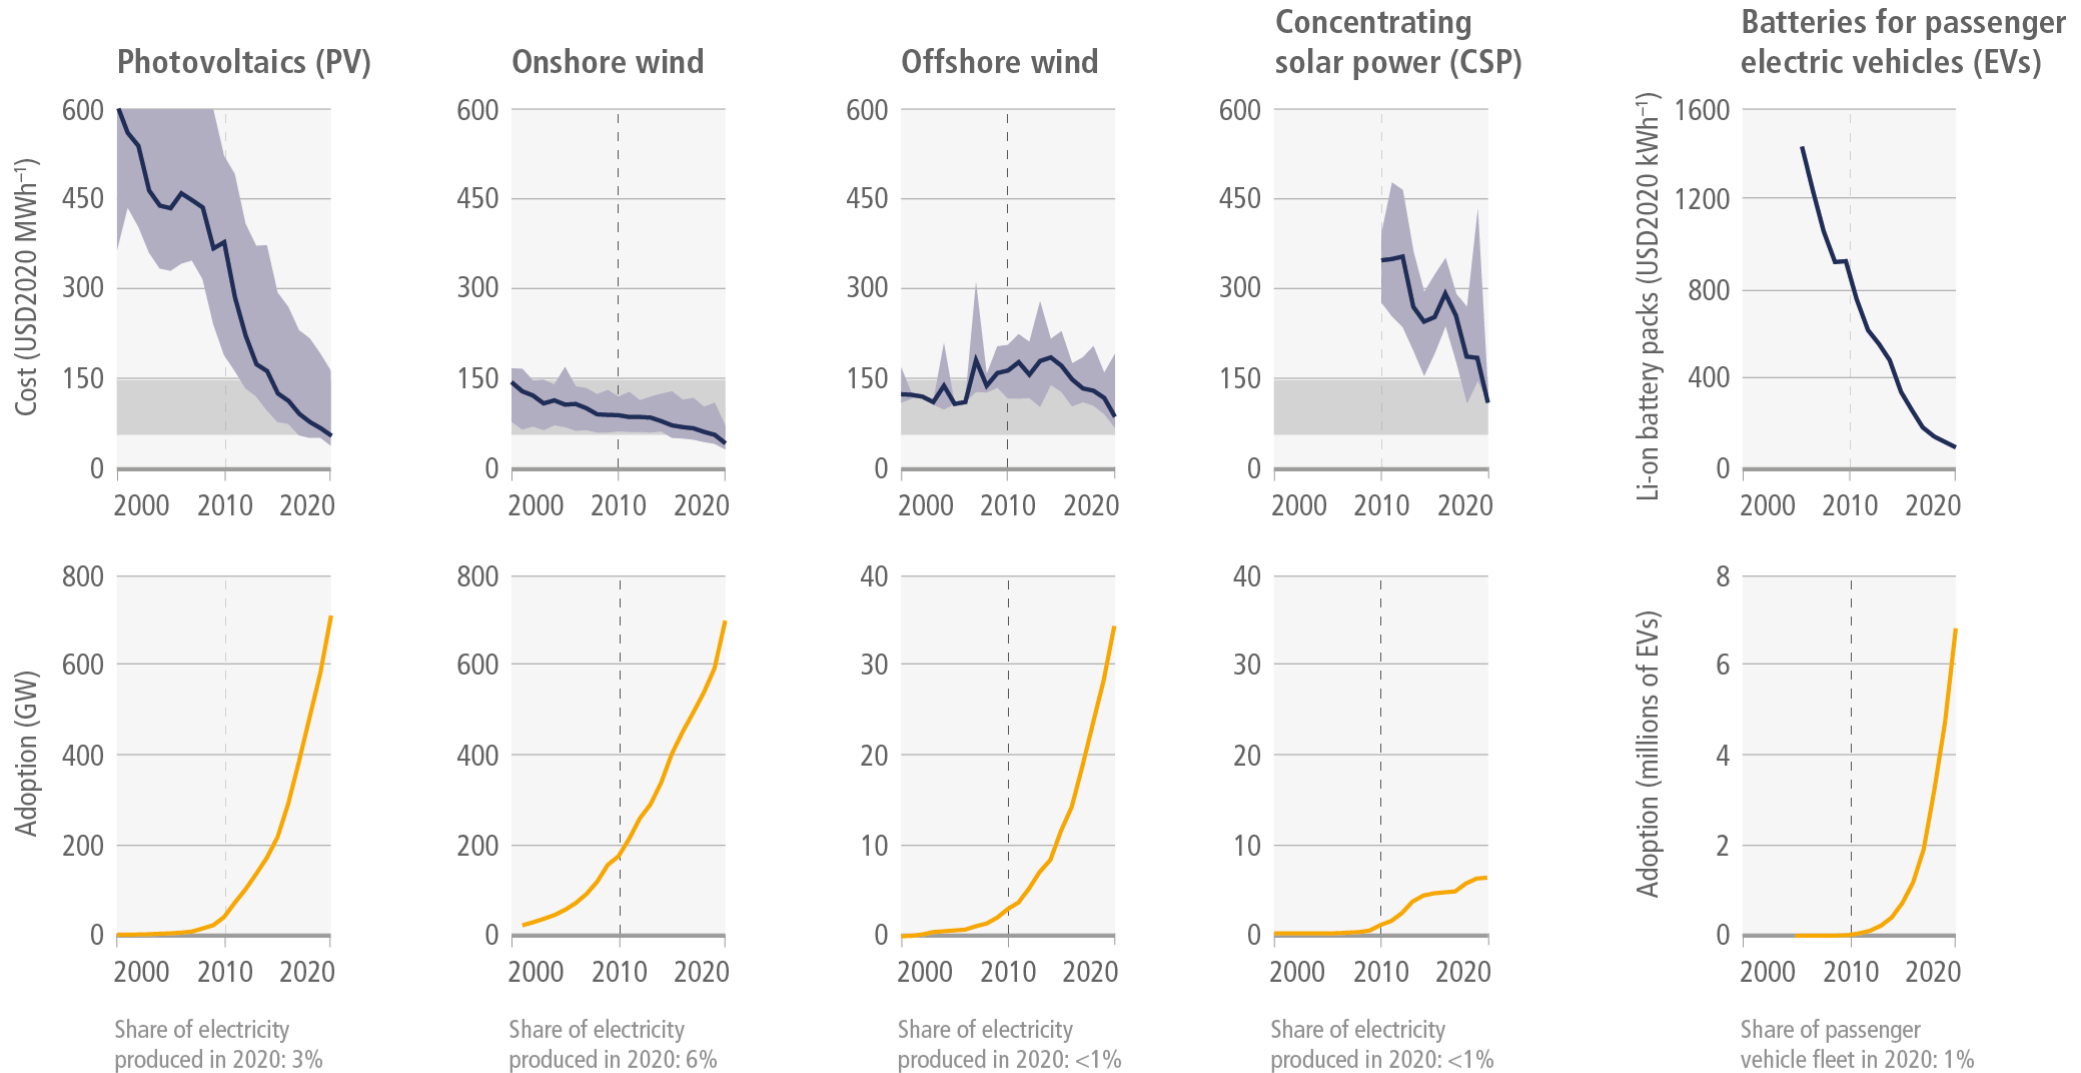 Photovoltaics (PV)
Onshore wind
Offshore wind
Concentrating
solar power (CSP)
Batteries for passenger
electric vehicles (EVs)
Cost (USD2020 MWh⁻¹)
600
450
300
150
0
2000 2010 2020
600
450
300
150
0
2000 2010 2020
600
450
300
150
0
2000 2010 2020
600
450
300
150
0
2010 2020
Li-on battery packs (USD2020 kWh⁻¹)
1600
1200
800
400
0
2000 2010 2020
Adoption (GW)
800
600
400
200
0
2000 2010 2020
800
600
400
200
0
2000 2010 2020
40
30
20
10
0
2000 2010 2020
40
30
20
10
0
2000 2010 2020
Adoption (millions of EVs)
8
6
4
2
0
2000 2010 2020
Share of electricity
produced in 2020: 3%
Share of electricity
produced in 2020: 6%
Share of electricity
produced in 2020: <1%
Share of electricity
produced in 2020: <1%
Share of passenger
vehicle fleet in 2020: 1%